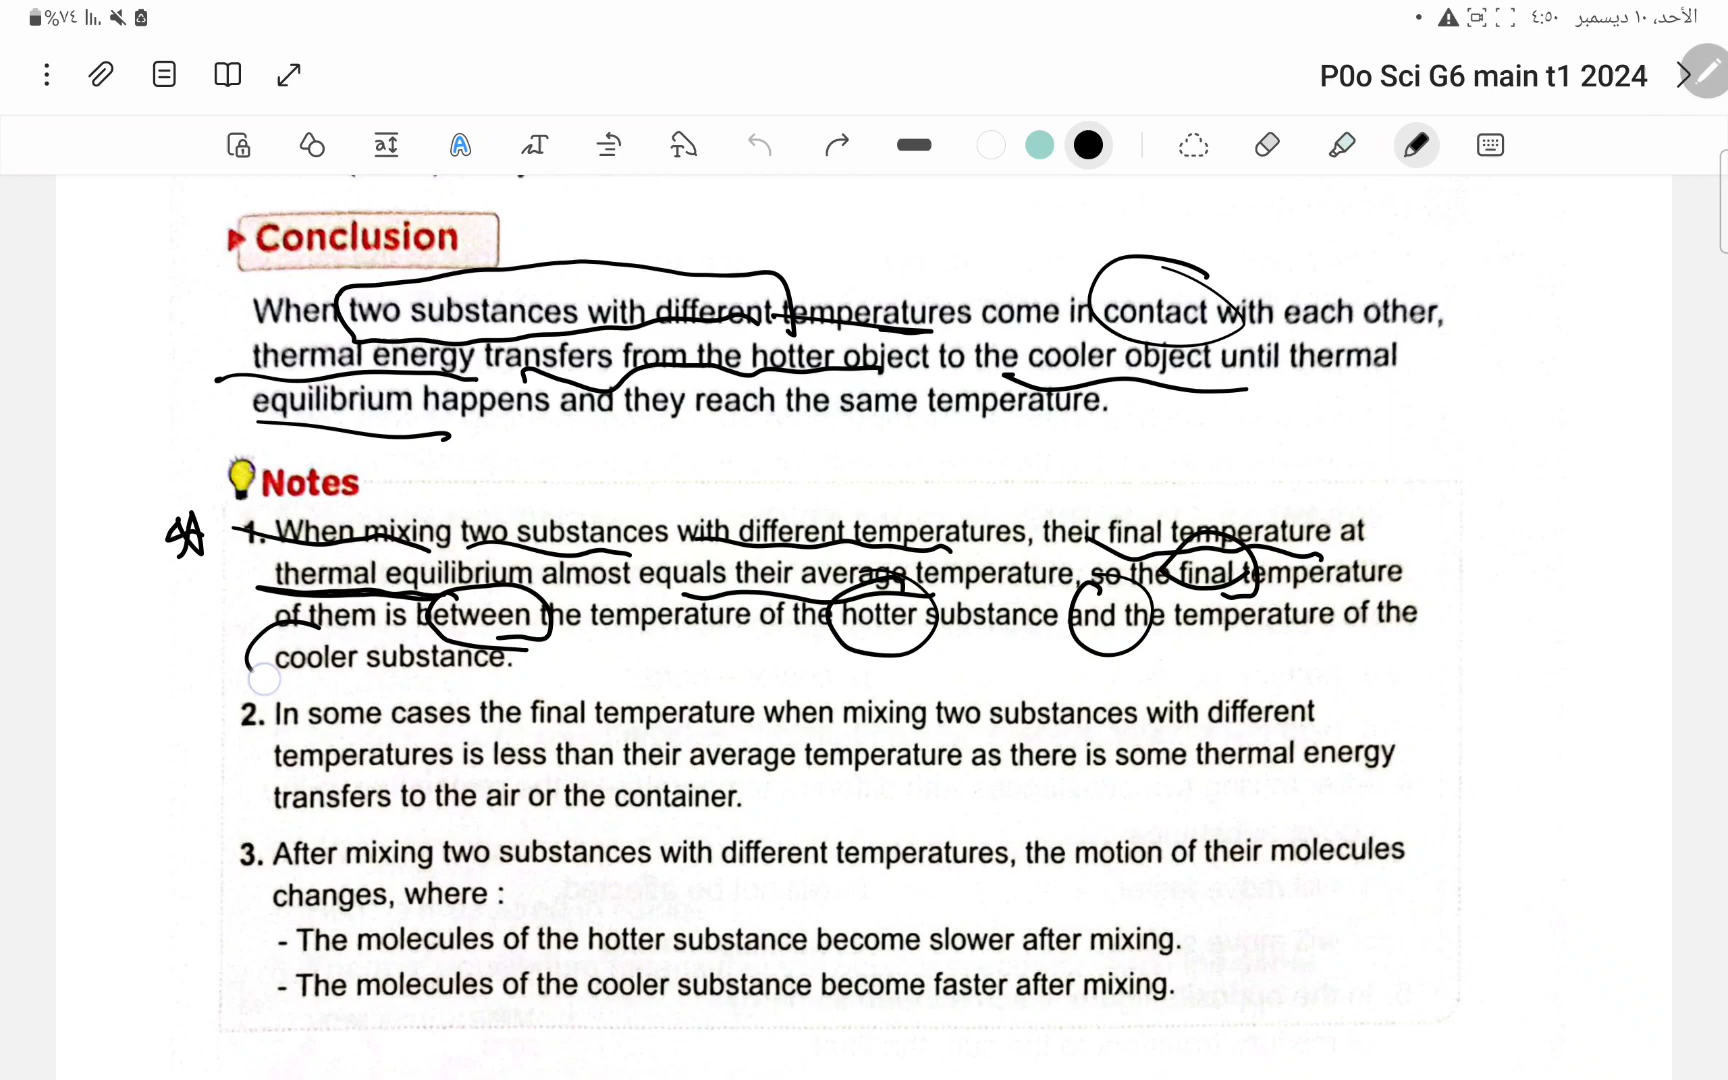 %٧٤
الأحد، ١٠ ديسمبر ٤:٥٠
P0o Sci G6 main t1 2024
Conclusion
When two substances with different temperatures come in contact with each other,
thermal energy transfers from the hotter object to the cooler object until thermal
equilibrium happens and they reach the same temperature.
Notes
1. When mixing two substances with different temperatures, their final temperature at
thermal equilibrium almost equals their average temperature, so the final temperature
of them is between the temperature of the hotter substance and the temperature of the
cooler substance.
2. In some cases the final temperature when mixing two substances with different
temperatures is less than their average temperature as there is some thermal energy
transfers to the air or the container.
3. After mixing two substances with different temperatures, the motion of their molecules
changes, where :
- The molecules of the hotter substance become slower after mixing.
- The molecules of the cooler substance become faster after mixing.